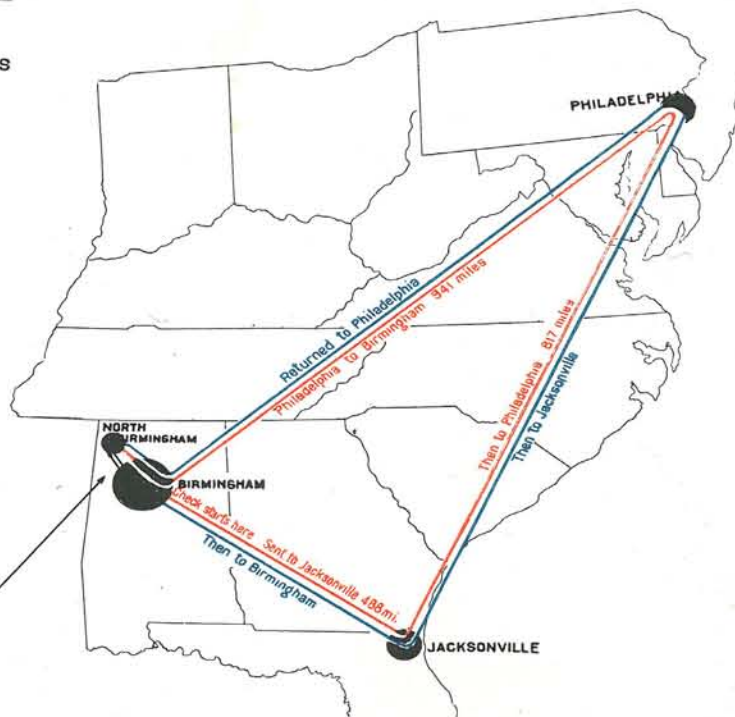 S
PHILADELPHIA
Returned to Philadelphia
Philadelphia to Birmingham 941 miles
Then to Philadelphia 817 miles
Then to Jacksonville
NORTH
BIRMINGHAM
BIRMINGHAM
Check starts here Sent to Jacksonville 488 mi.
Then to Birmingham
JACKSONVILLE